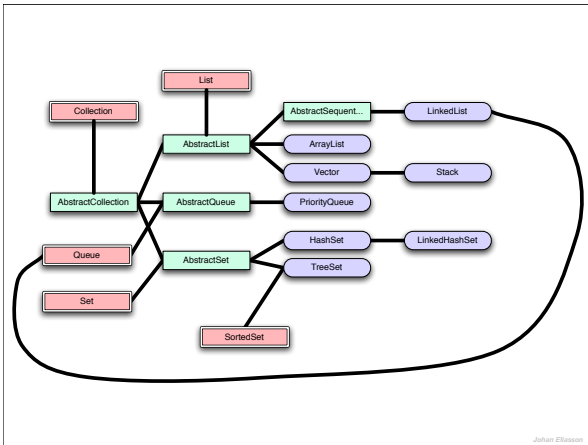 List
Collection
AbstractSequent...
LinkedList
AbstractList
ArrayList
Vector
Stack
AbstractCollection
AbstractQueue
PriorityQueue
HashSet
LinkedHashSet
Queue
AbstractSet
TreeSet
Set
SortedSet
Johan Eliasson